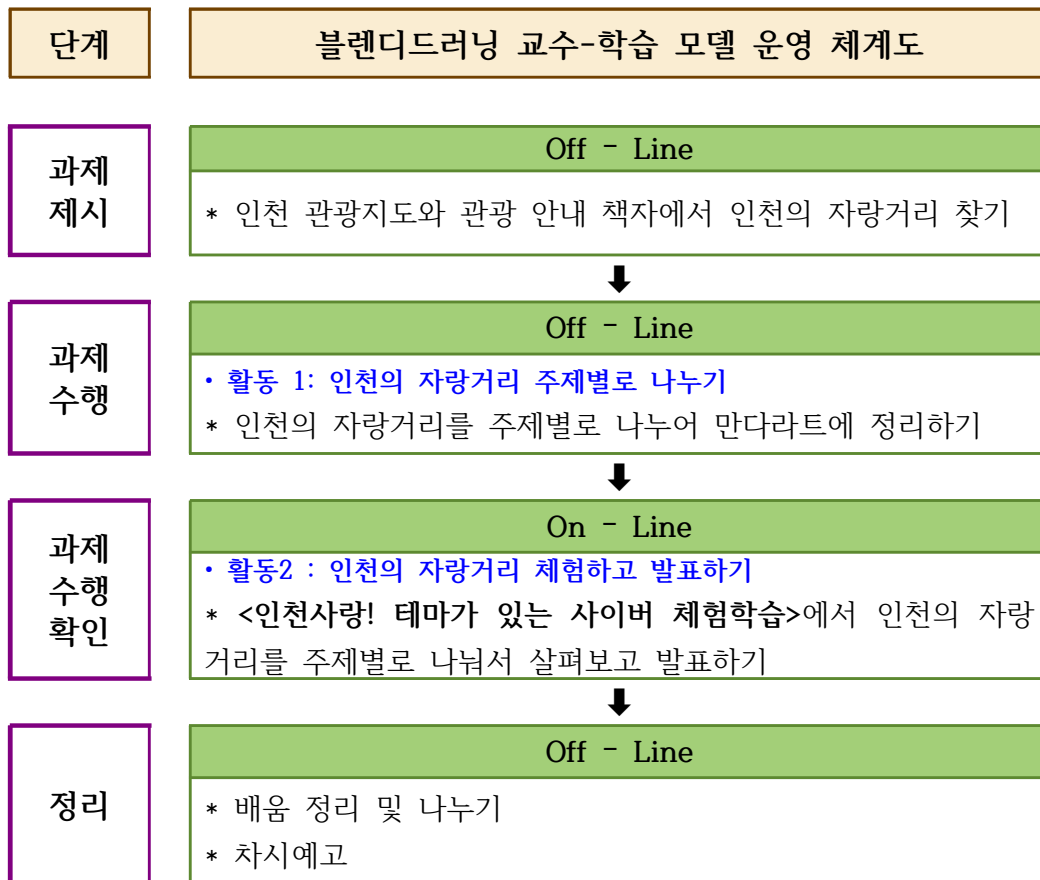 단계
블렌디드러닝 교수-학습 모델 운영 체계도
과제
제시
Off - Line
* 인천 관광지도와 관광 안내 책자에서 인천의 자랑거리 찾기
과제
수행
Off - Line
• 활동 1: 인천의 자랑거리 주제별로 나누기
* 인천의 자랑거리를 주제별로 나누어 만다라트에 정리하기
과제
수행
확인
On - Line
• 활동2 : 인천의 자랑거리 체험하고 발표하기
* <인천사랑! 테마가 있는 사이버 체험학습>에서 인천의 자랑
거리를 주제별로 나눠서 살펴보고 발표하기
정리
Off - Line
* 배움 정리 및 나누기
* 차시예고